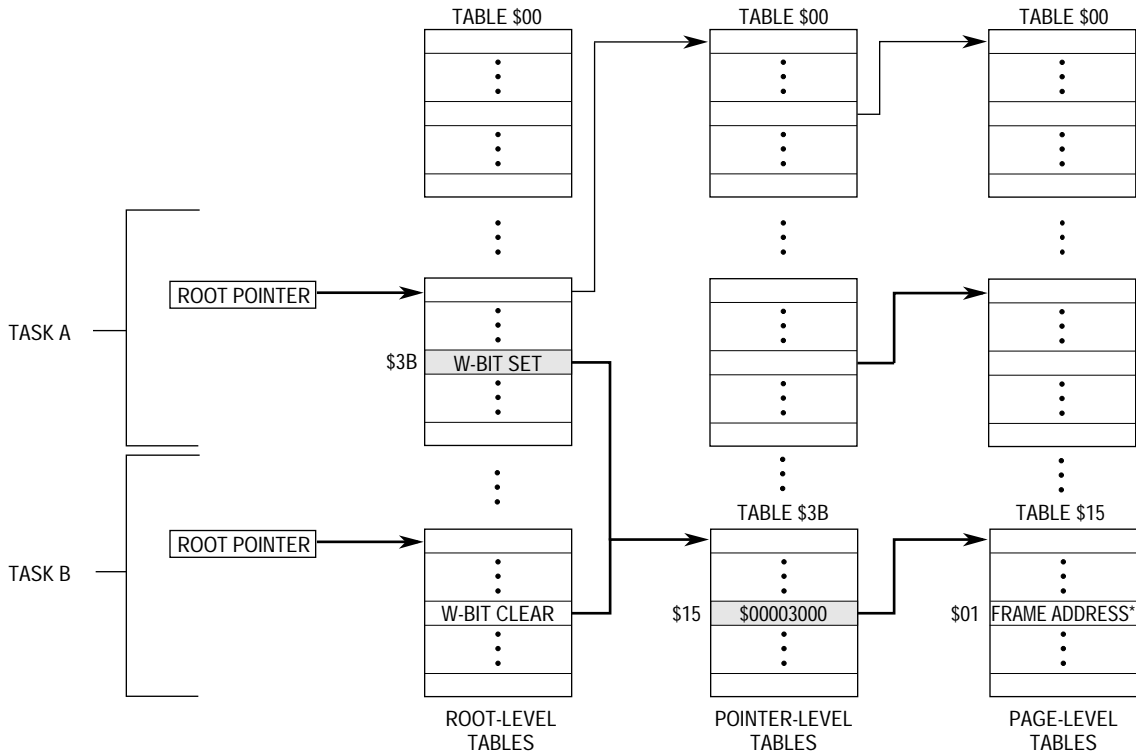 TABLE $00
TABLE $00
TABLE $00
TASK A
ROOT POINTER
$3B
W-BIT SET
TASK B
ROOT POINTER
W-BIT CLEAR
TABLE $3B
$15
$00003000
TABLE $15
$01
FRAME ADDRESS*
ROOT-LEVEL
TABLES
POINTER-LEVEL
TABLES
PAGE-LEVEL
TABLES